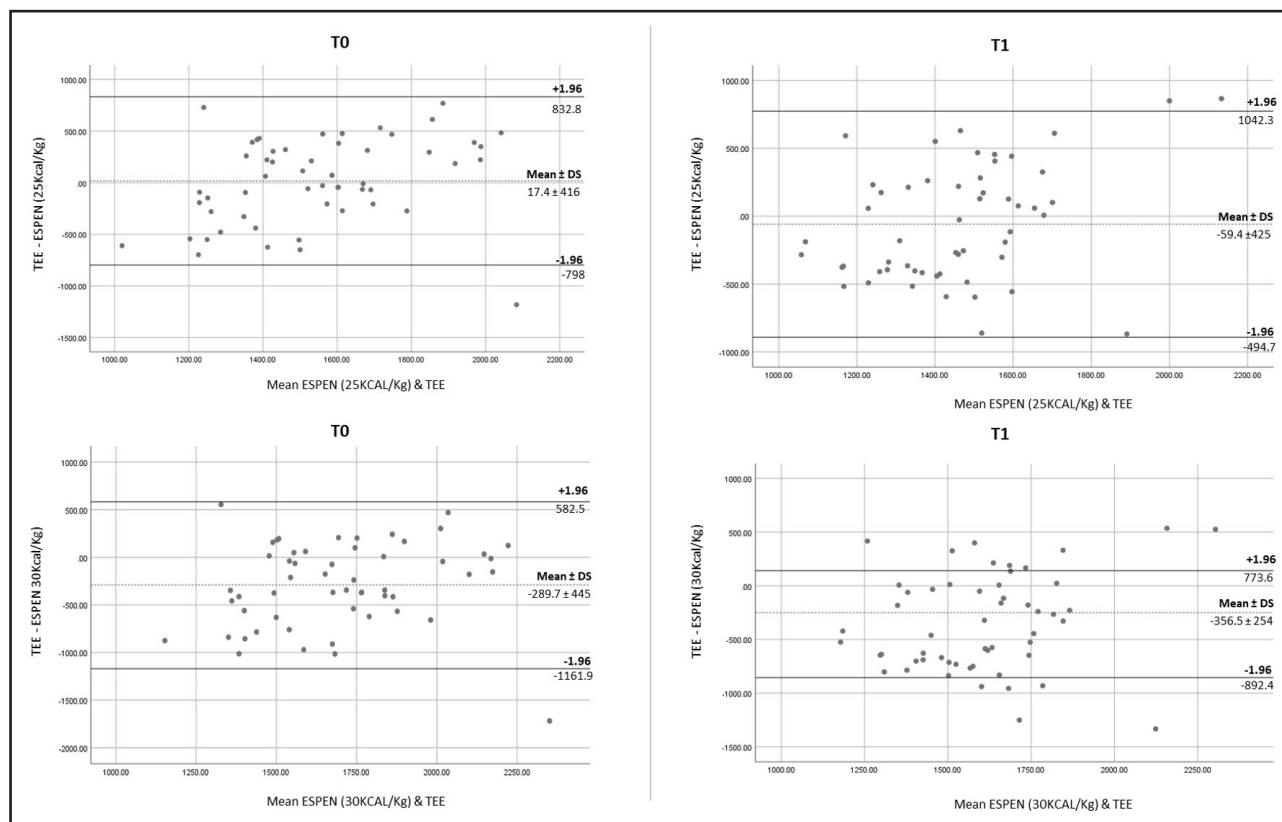 T0
TEE - ESPEN (25Kcal/Kg)
1000.00
500.00
.00
-500.00
-1000.00
-1500.00
+1.96
832.8
Mean ± DS
17.4 ± 416
-1.96
-798
1000.00 1200.00 1400.00 1600.00 1800.00 2000.00 2200.00
Mean ESPEN (25KCAL/Kg) & TEE
T1
TEE - ESPEN (25Kcal/Kg)
1000.00
500.00
.00
-500.00
-1000.00
+1.96
1042.3
Mean ± DS
-59.4 ±425
-1.96
-494.7
1000.00 1200.00 1400.00 1600.00 1800.00 2000.00 2200.00
Mean ESPEN (25KCAL/Kg) & TEE
T0
TEE - ESPEN 30Kcal/Kg)
1000.00
500.00
.00
-500.00
-1000.00
-1500.00
-2000.00
+1.96
582.5
Mean ± DS
-289.7 ± 445
-1.96
-1161.9
1000.00 1250.00 1500.00 1750.00 2000.00 2250.00
Mean ESPEN (30KCAL/Kg) & TEE
T1
TEE - ESPEN (30Kcal/Kg)
1000.00
500.00
.00
-500.00
-1000.00
-1500.00
+1.96
773.6
Mean ± DS
-356.5 ± 254
-1.96
-892.4
1000.00 1250.00 1500.00 1750.00 2000.00 2250.00
Mean ESPEN (30KCAL/Kg) & TEE